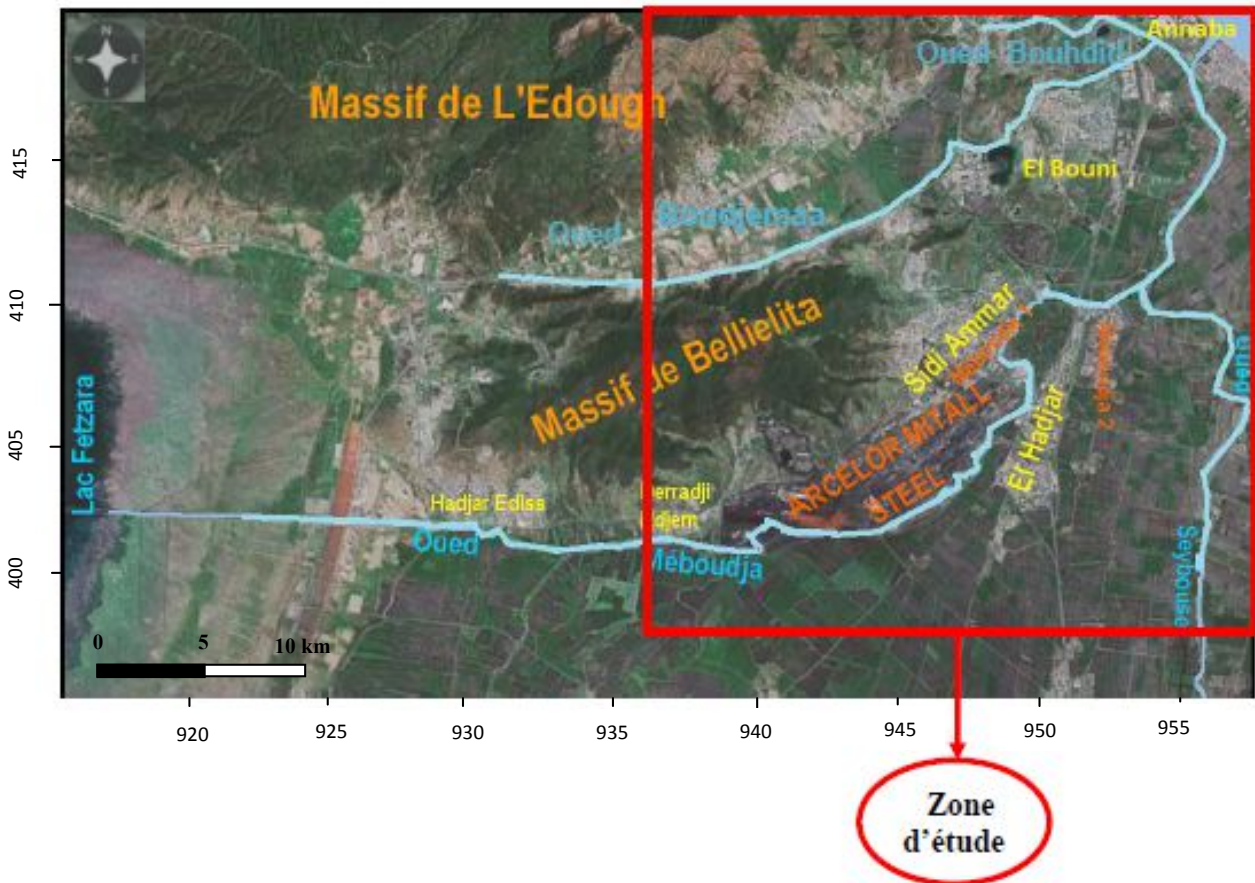 N
Annaba
Oued Bouhdid
Massif de L'Edough
415
El Bouni
Oued Boudjemaa
410
Massif de Bellielita
Sidi Ammar
Oued
Lac Fetzara
405
ARCELOR MITALL
STEEL
El Hadjar
Hadjar Ediss
Oued
Méboudja
Seybouse
400
0 5 10 km
920 925 930 935 940 945 950 955
Zone
d'étude